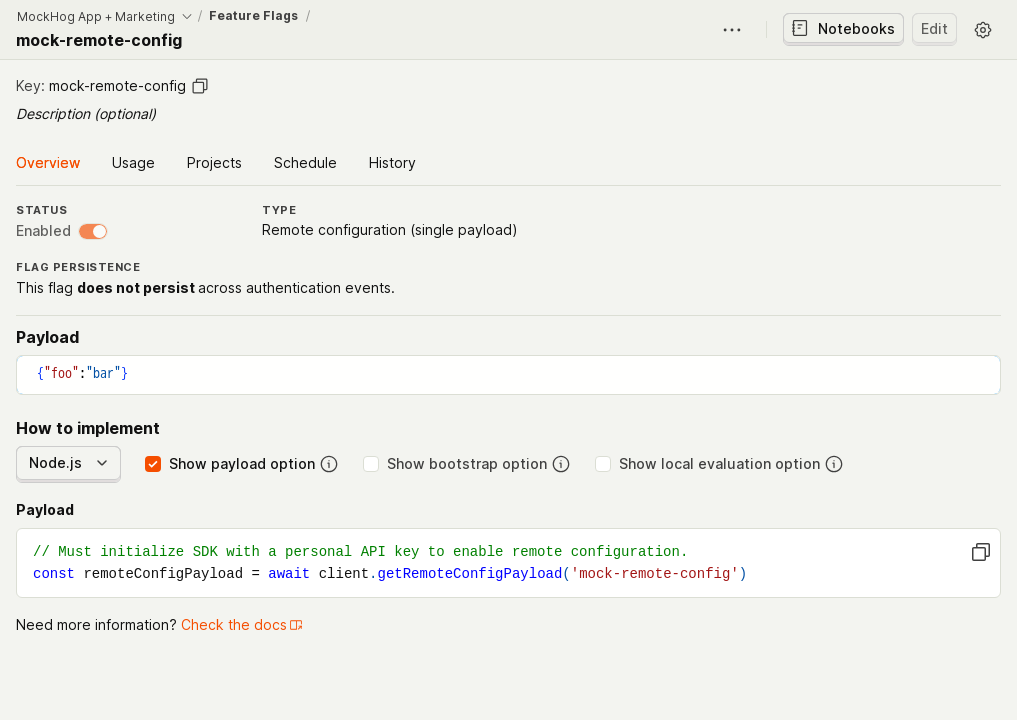 MockHog App + Marketing / Feature Flags /
mock-remote-config
Notebooks
Edit
Key: mock-remote-config
Description (optional)
Overview Usage Projects Schedule History
STATUS TYPE
Enabled Remote configuration (single payload)
FLAG PERSISTENCE
This flag does not persist across authentication events.
Payload
{"foo":"bar"}
How to implement
Node.js Show payload option Show bootstrap option Show local evaluation option
Payload
// Must initialize SDK with a personal API key to enable remote configuration.
const remoteConfigPayload = await client.getRemoteConfigPayload('mock-remote-config')
Need more information? Check the docs